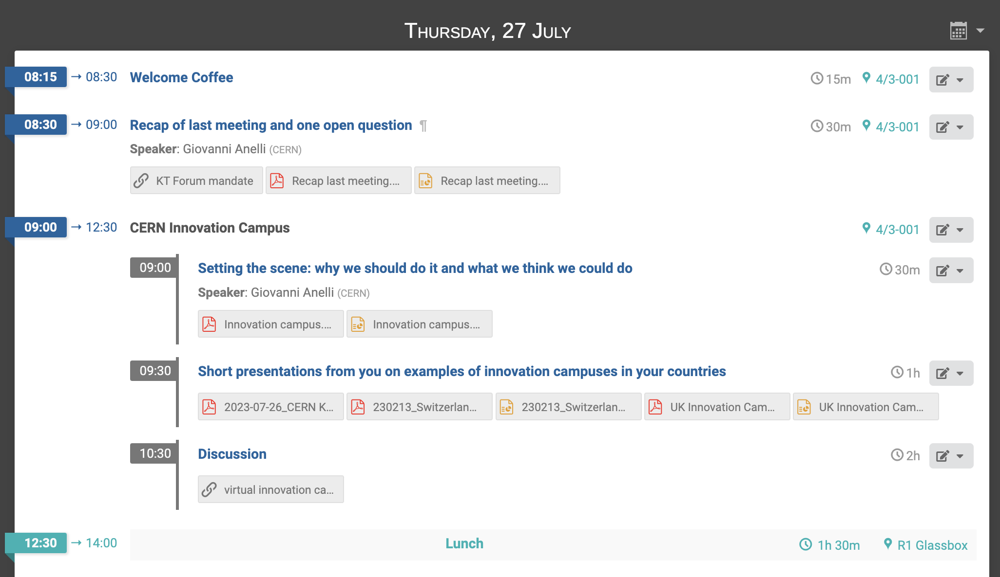 Thursday, 27 July
08:15 → 08:30 Welcome Coffee 15m 4/3-001
08:30 → 09:00 Recap of last meeting and one open question ¶ 30m 4/3-001
Speaker: Giovanni Anelli (CERN)
KT Forum mandate Recap last meeting.... Recap last meeting....
09:00 → 12:30 CERN Innovation Campus 4/3-001
09:00 Setting the scene: why we should do it and what we think we could do 30m
Speaker: Giovanni Anelli (CERN)
Innovation campus.... Innovation campus....
09:30 Short presentations from you on examples of innovation campuses in your countries 1h
2023-07-26_CERN K... 230213_Switzerlan... 230213_Switzerlan... UK Innovation Cam... UK Innovation Cam...
10:30 Discussion 2h
virtual innovation ca...
12:30 → 14:00 Lunch 1h 30m R1 Glassbox